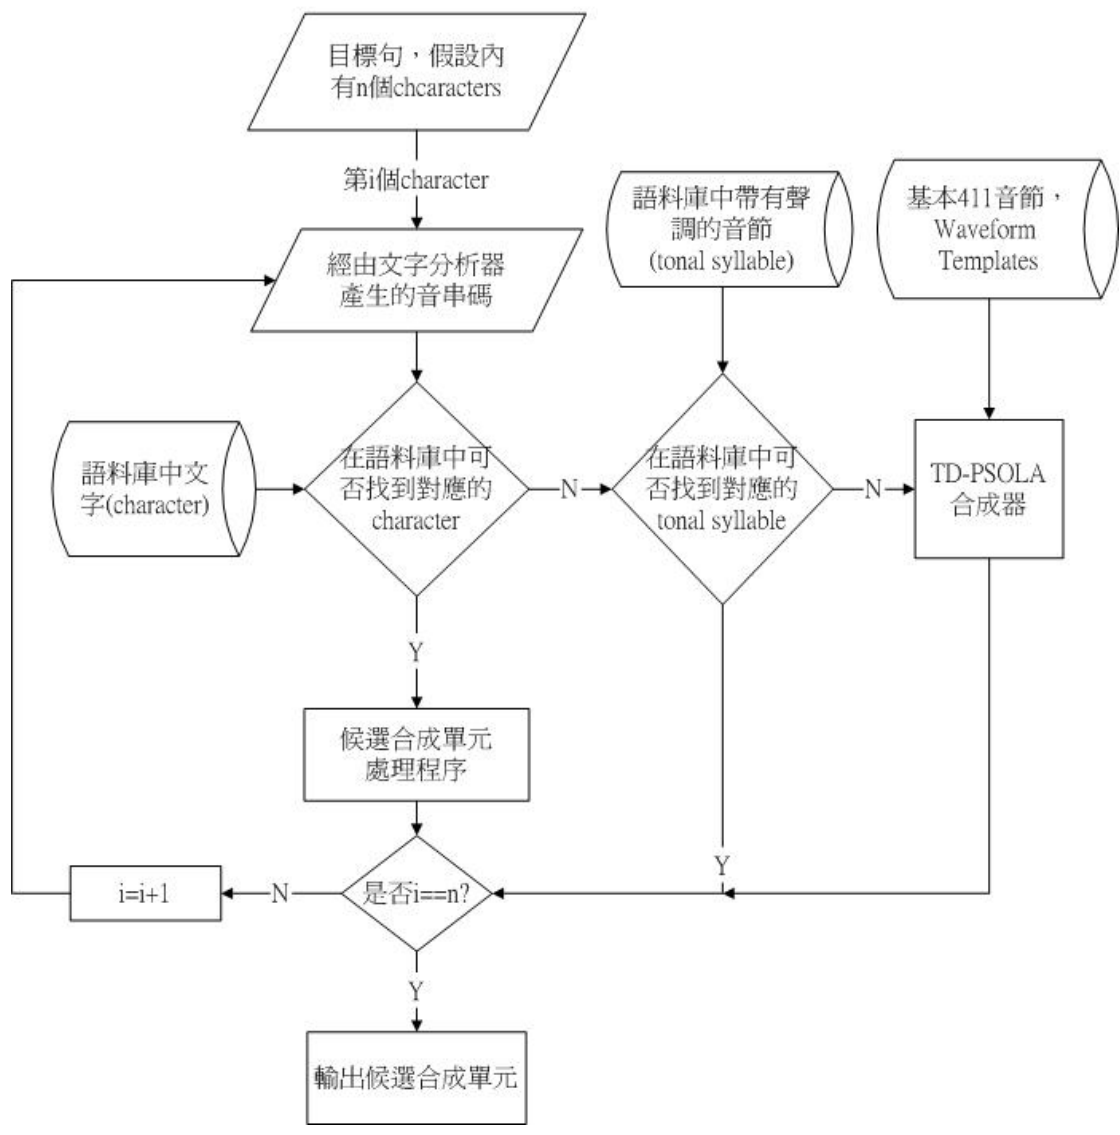 目標句，假設內
有n個chcaracters
第i個character
語料庫中帶有聲
調的音節
(tonal syllable)
基本411音節，
Waveform
Templates
經由文字分析器
產生的音串碼
語料庫中文
字(character)
在語料庫中可
否找到對應的
character
N
在語料庫中可
否找到對應的
tonal syllable
N
TD-PSOLA
合成器
Y
候選合成單元
處理程序
Y
i=i+1
N
是否i==n?
Y
輸出候選合成單元